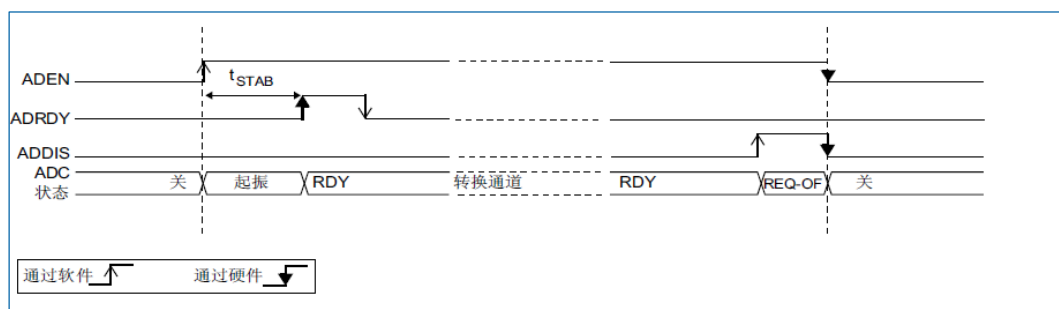 ADEN
tSTAB
ADRDY
ADDIS
ADC
状态
关 起振 RDY 转换通道 RDY REQ-OF 关
通过软件 通过硬件